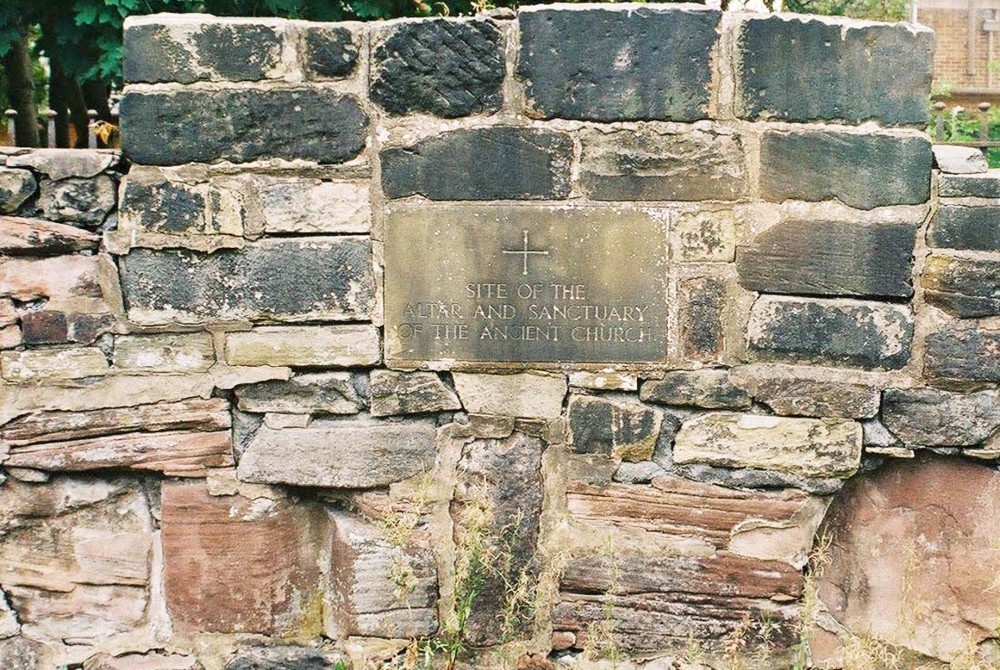 SITE OF THE
ALTAR AND SANCTUARY
OF THE ANCIENT CHURCH.